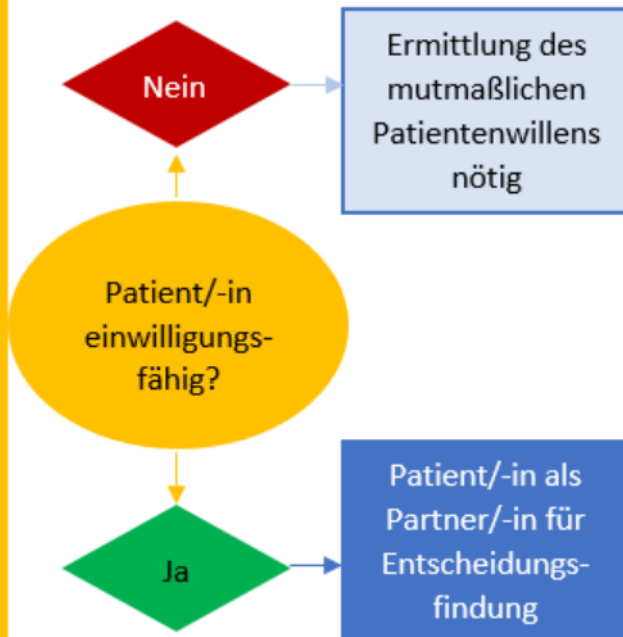 Nein
Ermittlung des
mutmaßlichen
Patientenwillens
nötig
Patient/-in
einwilligungs-
fähig?
Ja
Patient/-in als
Partner/-in für
Entscheidungs-
findung